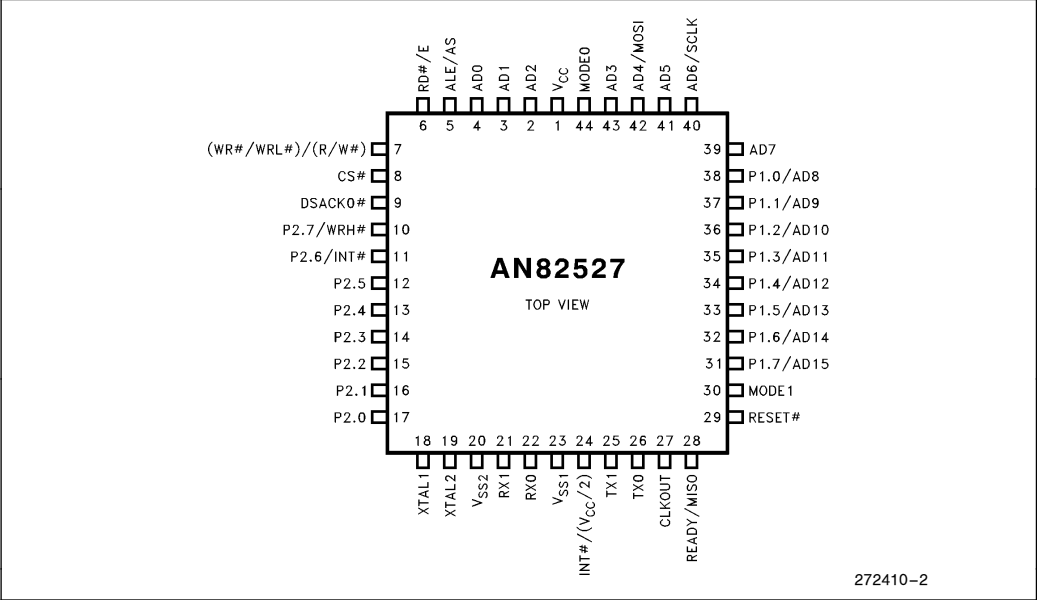 RD#/E
ALE/AS
AD0
AD1
AD2
VCC
MODE0
AD3
AD4/MOSI
AD5
AD6/SCLK
6 5 4 3 2 1 44 43 42 41 40
(WR#/WRL#)/(R/W#) 7
CS# 8
DSACK0# 9
P2.7/WRH# 10
P2.6/INT# 11
P2.5 12
P2.4 13
P2.3 14
P2.2 15
P2.1 16
P2.0 17
AN82527
TOP VIEW
39 AD7
38 P1.0/AD8
37 P1.1/AD9
36 P1.2/AD10
35 P1.3/AD11
34 P1.4/AD12
33 P1.5/AD13
32 P1.6/AD14
31 P1.7/AD15
30 MODE1
29 RESET#
18 19 20 21 22 23 24 25 26 27 28
XTAL1
XTAL2
VSS2
RX1
RX0
VSS1
INT#/(VCC/2)
TX1
TX0
CLKOUT
READY/MISO
272410-2